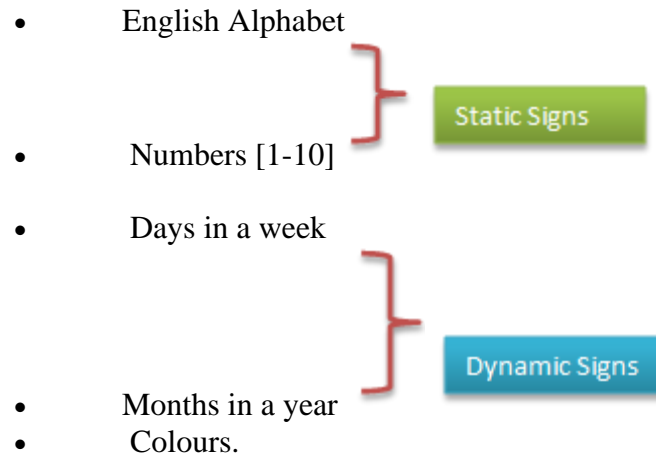 • English Alphabet
Static Signs
• Numbers [1-10]
• Days in a week
Dynamic Signs
• Months in a year
• Colours.